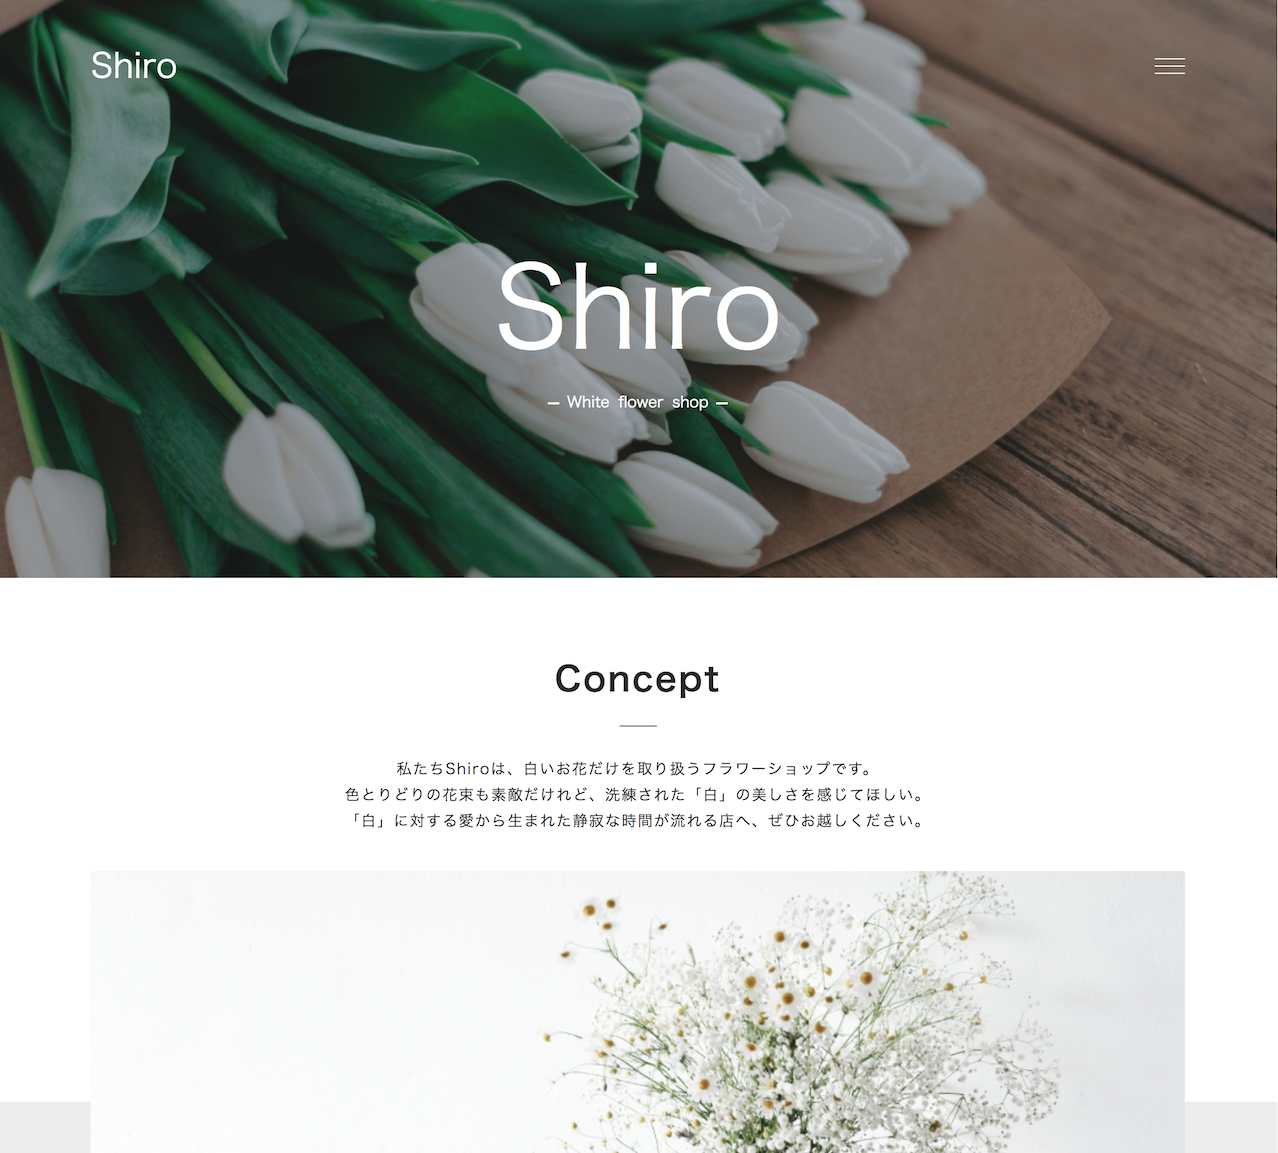 Shiro
Shiro
– White flower shop –
Concept
私たちShiroは、白いお花だけを取り扱うフラワーショップです。
色とりどりの花束も素敵だけれど、洗練された「白」の美しさを感じてほしい。
「白」に対する愛から生まれた静寂な時間が流れる店へ、ぜひお越しください。